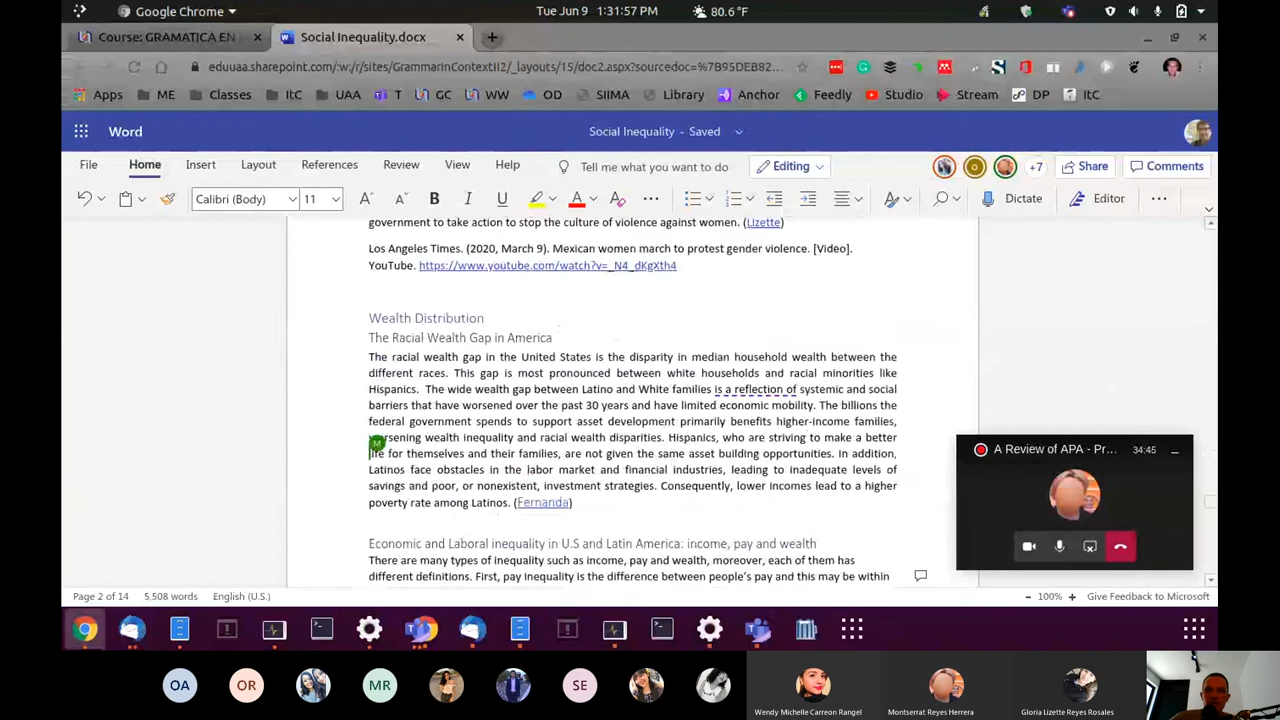 Google Chrome
Tue Jun 9 1:31:57 PM
80.6 °F
Course: GRAMATICA EN
Social Inequality.docx
eduuaa.sharepoint.com/:w:/r/sites/GrammarinContextII2/_layouts/15/doc2.aspx?sourcedoc=%7B95DEB82...
Apps ME Classes ItC UAA T GC WW OD SIIMA Library Anchor Feedly Studio Stream DP ItC
Word
Social Inequality - Saved
File Home Insert Layout References Review View Help Tell me what you want to do Editing O +7 Share Comments
Calibri (Body) 11 B I U A Dictate Editor
government to take action to stop the culture of violence against women. (Lizette)
Los Angeles Times. (2020, March 9). Mexican women march to protest gender violence. [Video].
YouTube. https://www.youtube.com/watch?v=_N4_dKgXth4
Wealth Distribution
The Racial Wealth Gap in America
The racial wealth gap in the United States is the disparity in median household wealth between the
different races. This gap is most pronounced between white households and racial minorities like
Hispanics. The wide wealth gap between Latino and White families is a reflection of systemic and social
barriers that have worsened over the past 30 years and have limited economic mobility. The billions the
federal government spends to support asset development primarily benefits higher-income families,
worsening wealth inequality and racial wealth disparities. Hispanics, who are striving to make a better
life for themselves and their families, are not given the same asset building opportunities. In addition,
Latinos face obstacles in the labor market and financial industries, leading to inadequate levels of
savings and poor, or nonexistent, investment strategies. Consequently, lower incomes lead to a higher
poverty rate among Latinos. (Fernanda)
Economic and Laboral inequality in U.S and Latin America: income, pay and wealth
There are many types of inequality such as income, pay and wealth, moreover, each of them has
different definitions. First, pay inequality is the difference between people's pay and this may be within
M
A Review of APA - Pr... 34:45
Page 2 of 14 5,508 words English (U.S.) 100% Give Feedback to Microsoft
OA OR MR SE
Wendy Michelle Carreon Rangel
Montserrat Reyes Herrera
Gloria Lizette Reyes Rosales